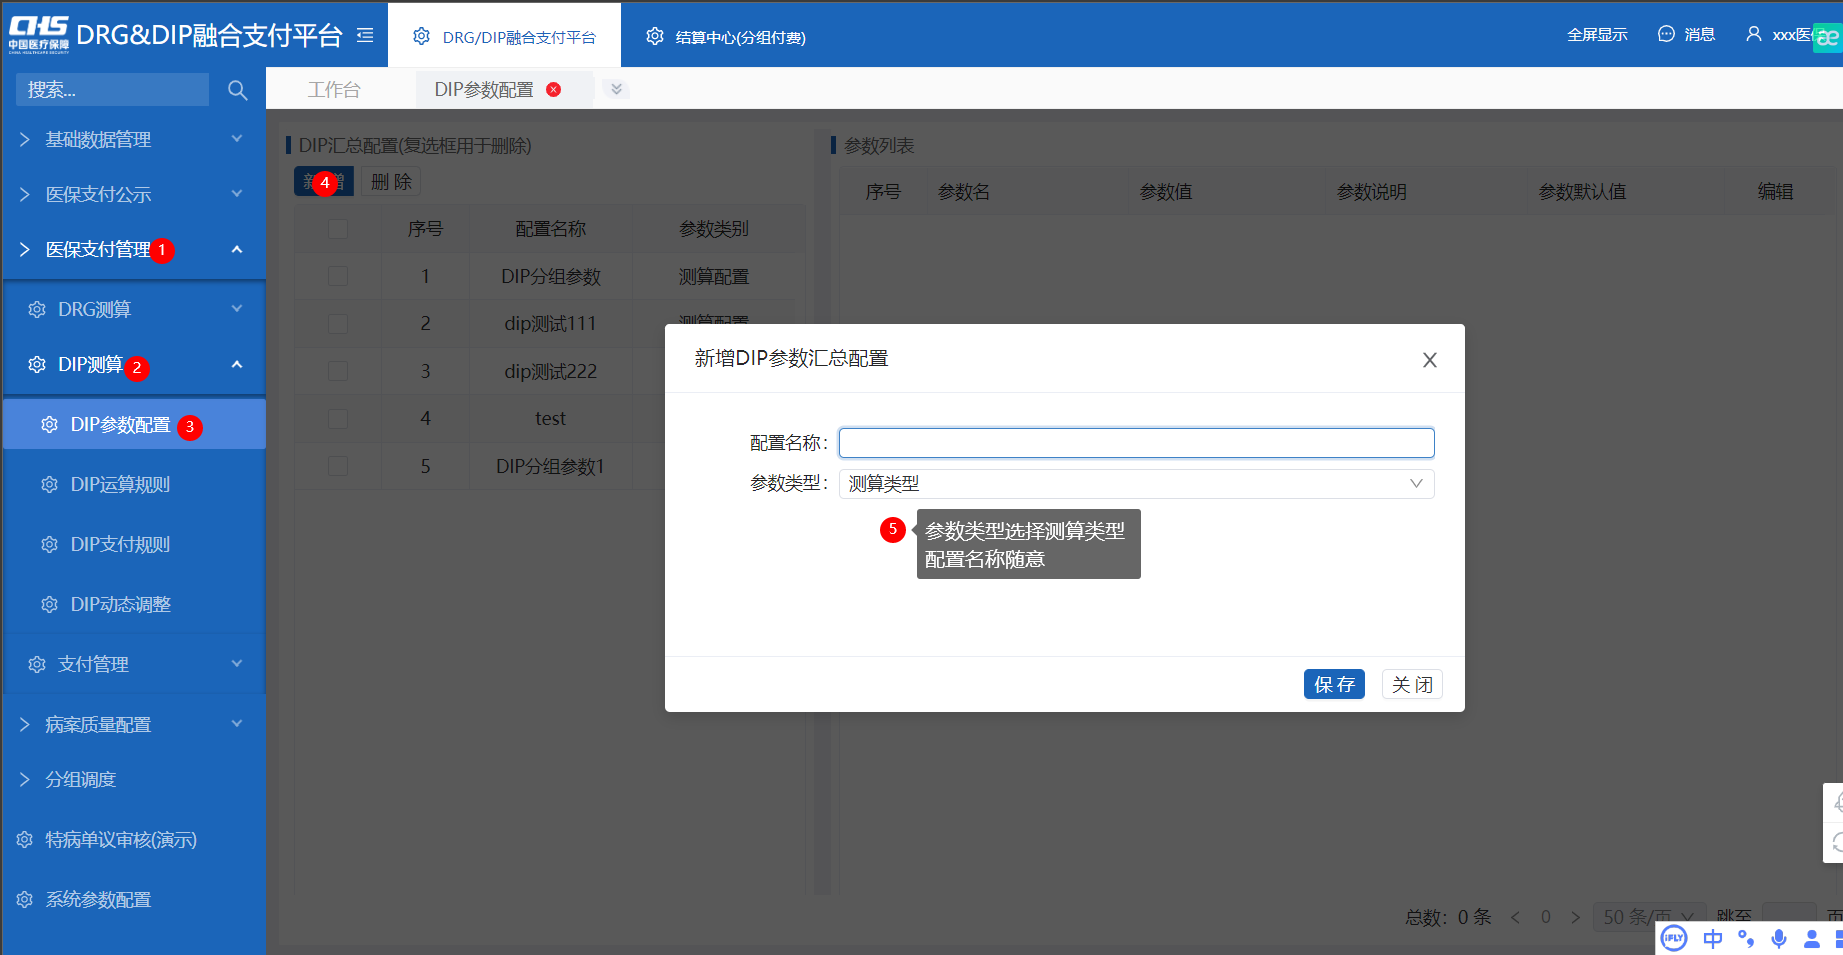 CHS
中国医疗保障
CHINA HEALTHCARE SECURITY
DRG&DIP融合支付平台
DRG/DIP融合支付平台
结算中心(分组付费)
全屏显示
消息
xxx医
æ
搜索...
工作台
DIP参数配置
基础数据管理
医保支付公示
医保支付管理
1
DRG测算
DIP测算
2
DIP参数配置
3
DIP运算规则
DIP支付规则
DIP动态调整
支付管理
病案质量配置
分组调度
特病单议审核(演示)
系统参数配置
DIP汇总配置(复选框用于删除)
新增
4
删 除
序号 配置名称 参数类别
1 DIP分组参数 测算配置
2 dip测试111 测算配置
3 dip测试222
4 test
5 DIP分组参数1
参数列表
序号 参数名 参数值 参数说明 参数默认值 编辑
新增DIP参数汇总配置
配置名称:
参数类型: 测算类型
5
参数类型选择测算类型
配置名称随意
保 存
关 闭
总数: 0 条 < 0 > 50 条/页 跳至 页
iFLY
中